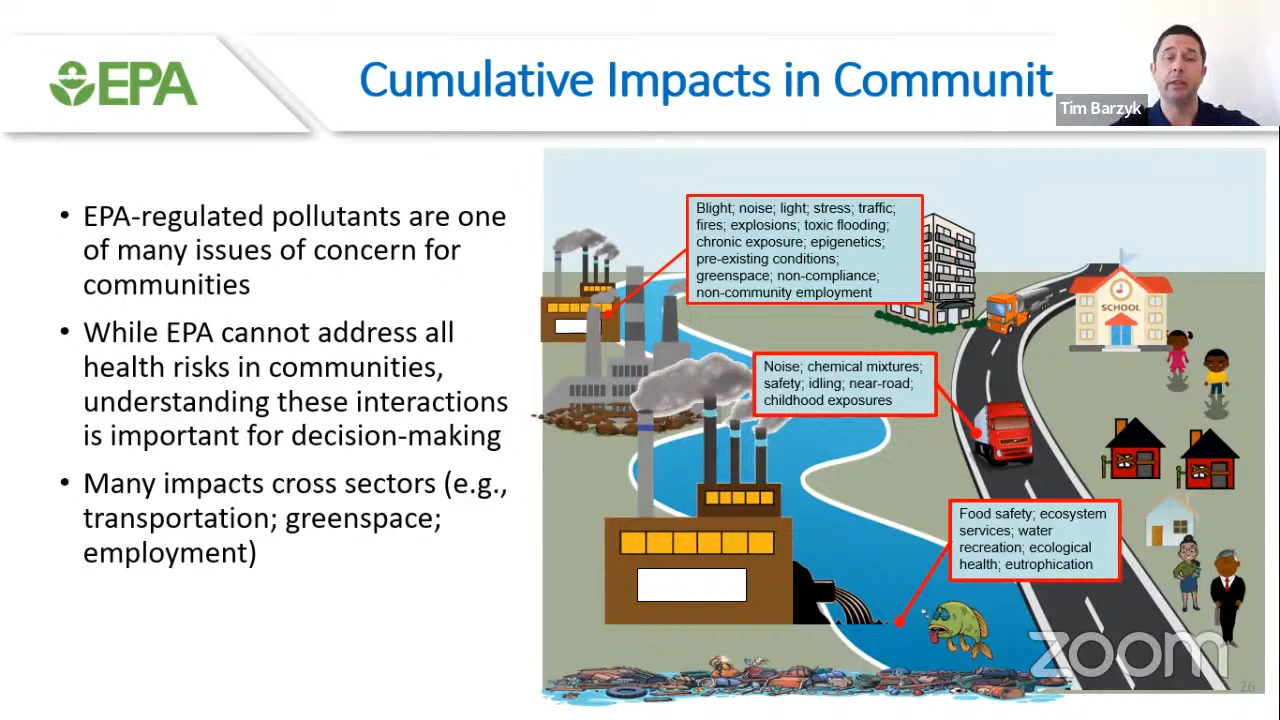 EPA
Cumulative Impacts in Communit
Tim Barzyk
• EPA-regulated pollutants are one
of many issues of concern for
communities
• While EPA cannot address all
health risks in communities,
understanding these interactions
is important for decision-making
• Many impacts cross sectors (e.g.,
transportation; greenspace;
employment)
Blight; noise; light; stress; traffic;
fires; explosions; toxic flooding;
chronic exposure; epigenetics;
pre-existing conditions;
greenspace; non-compliance;
non-community employment
SCHOOL
Noise; chemical mixtures;
safety; idling; near-road;
childhood exposures
Food safety; ecosystem
services; water
recreation; ecological
health; eutrophication
zoom
26